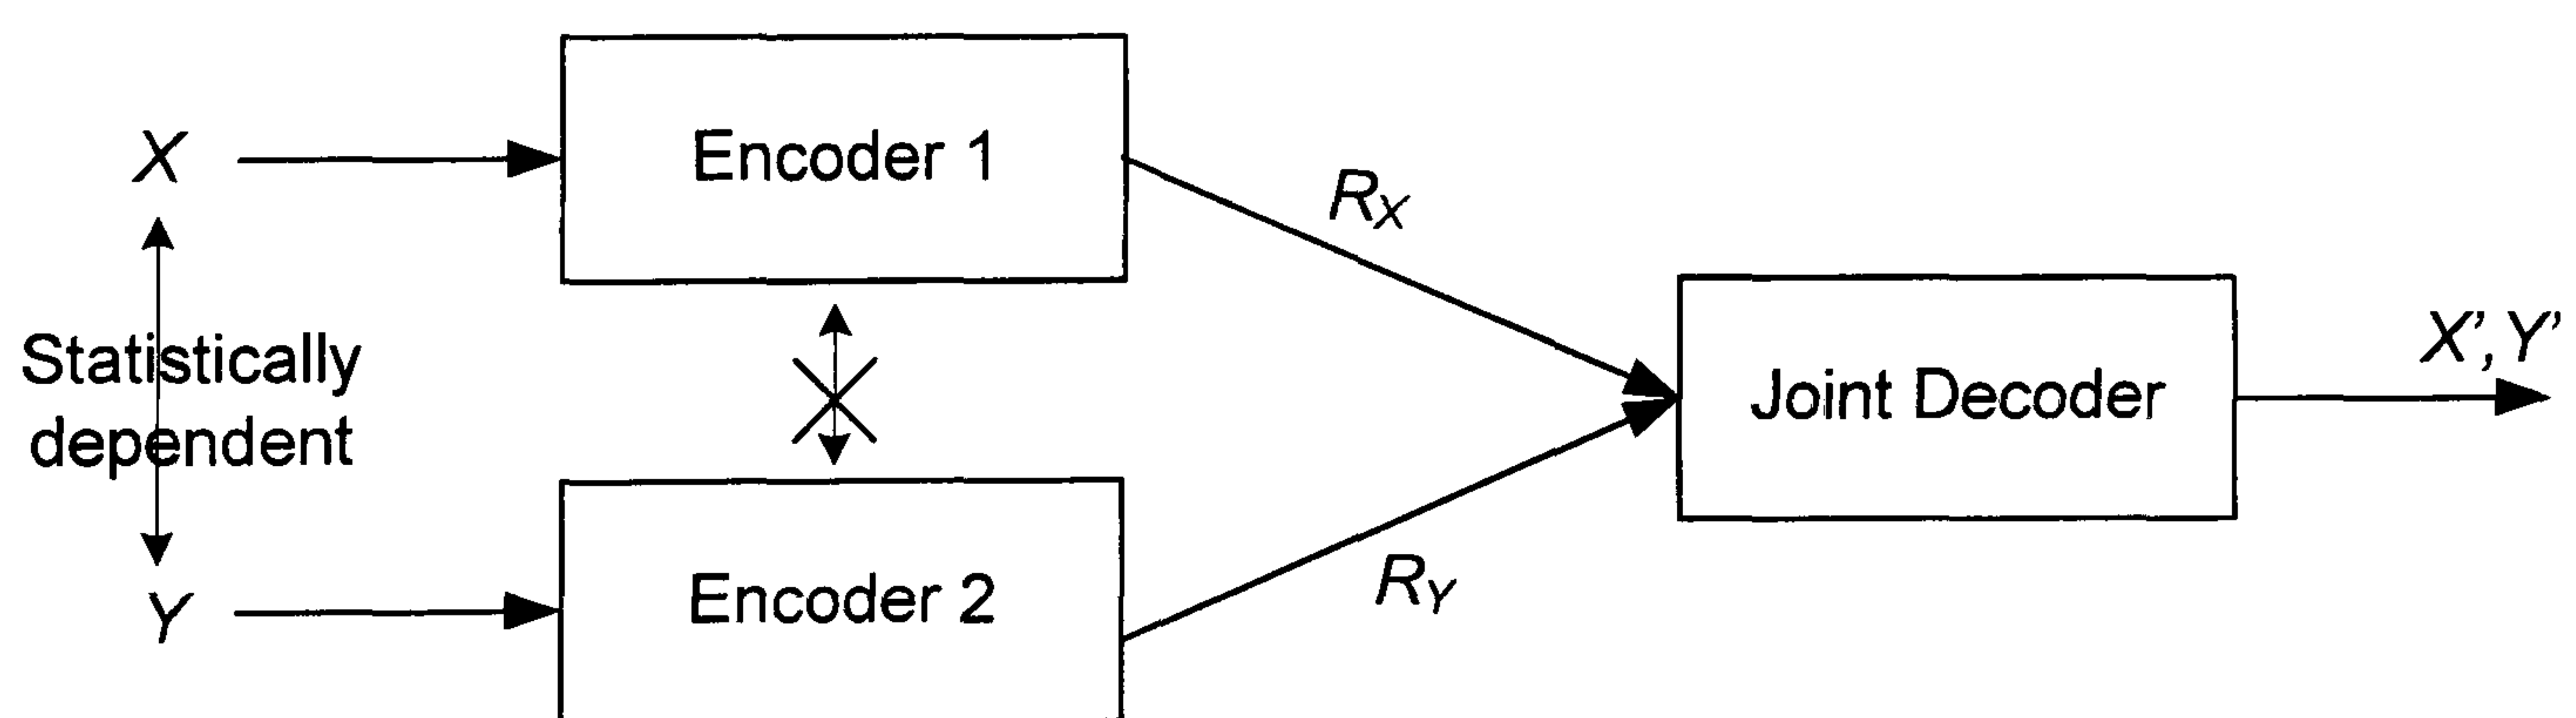 X
Encoder 1
R_X
Statistically
dependent
Joint Decoder
X', Y'
Y
Encoder 2
R_Y